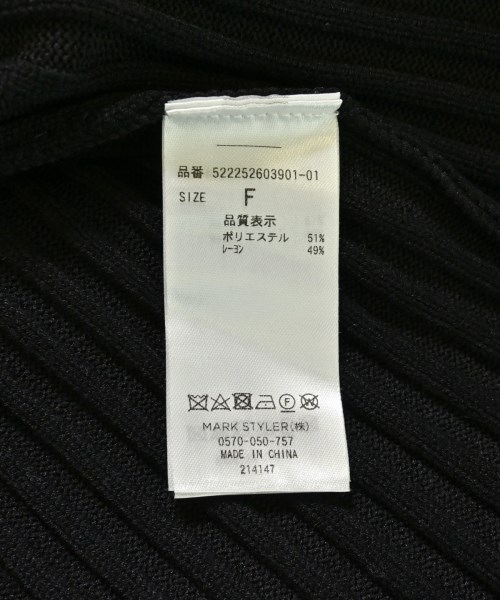 品番 522252603901-01
SIZE F
品質表示
ポリエステル 51%
レーヨン 49%
MARK STYLER(株)
0570-050-757
MADE IN CHINA
214147